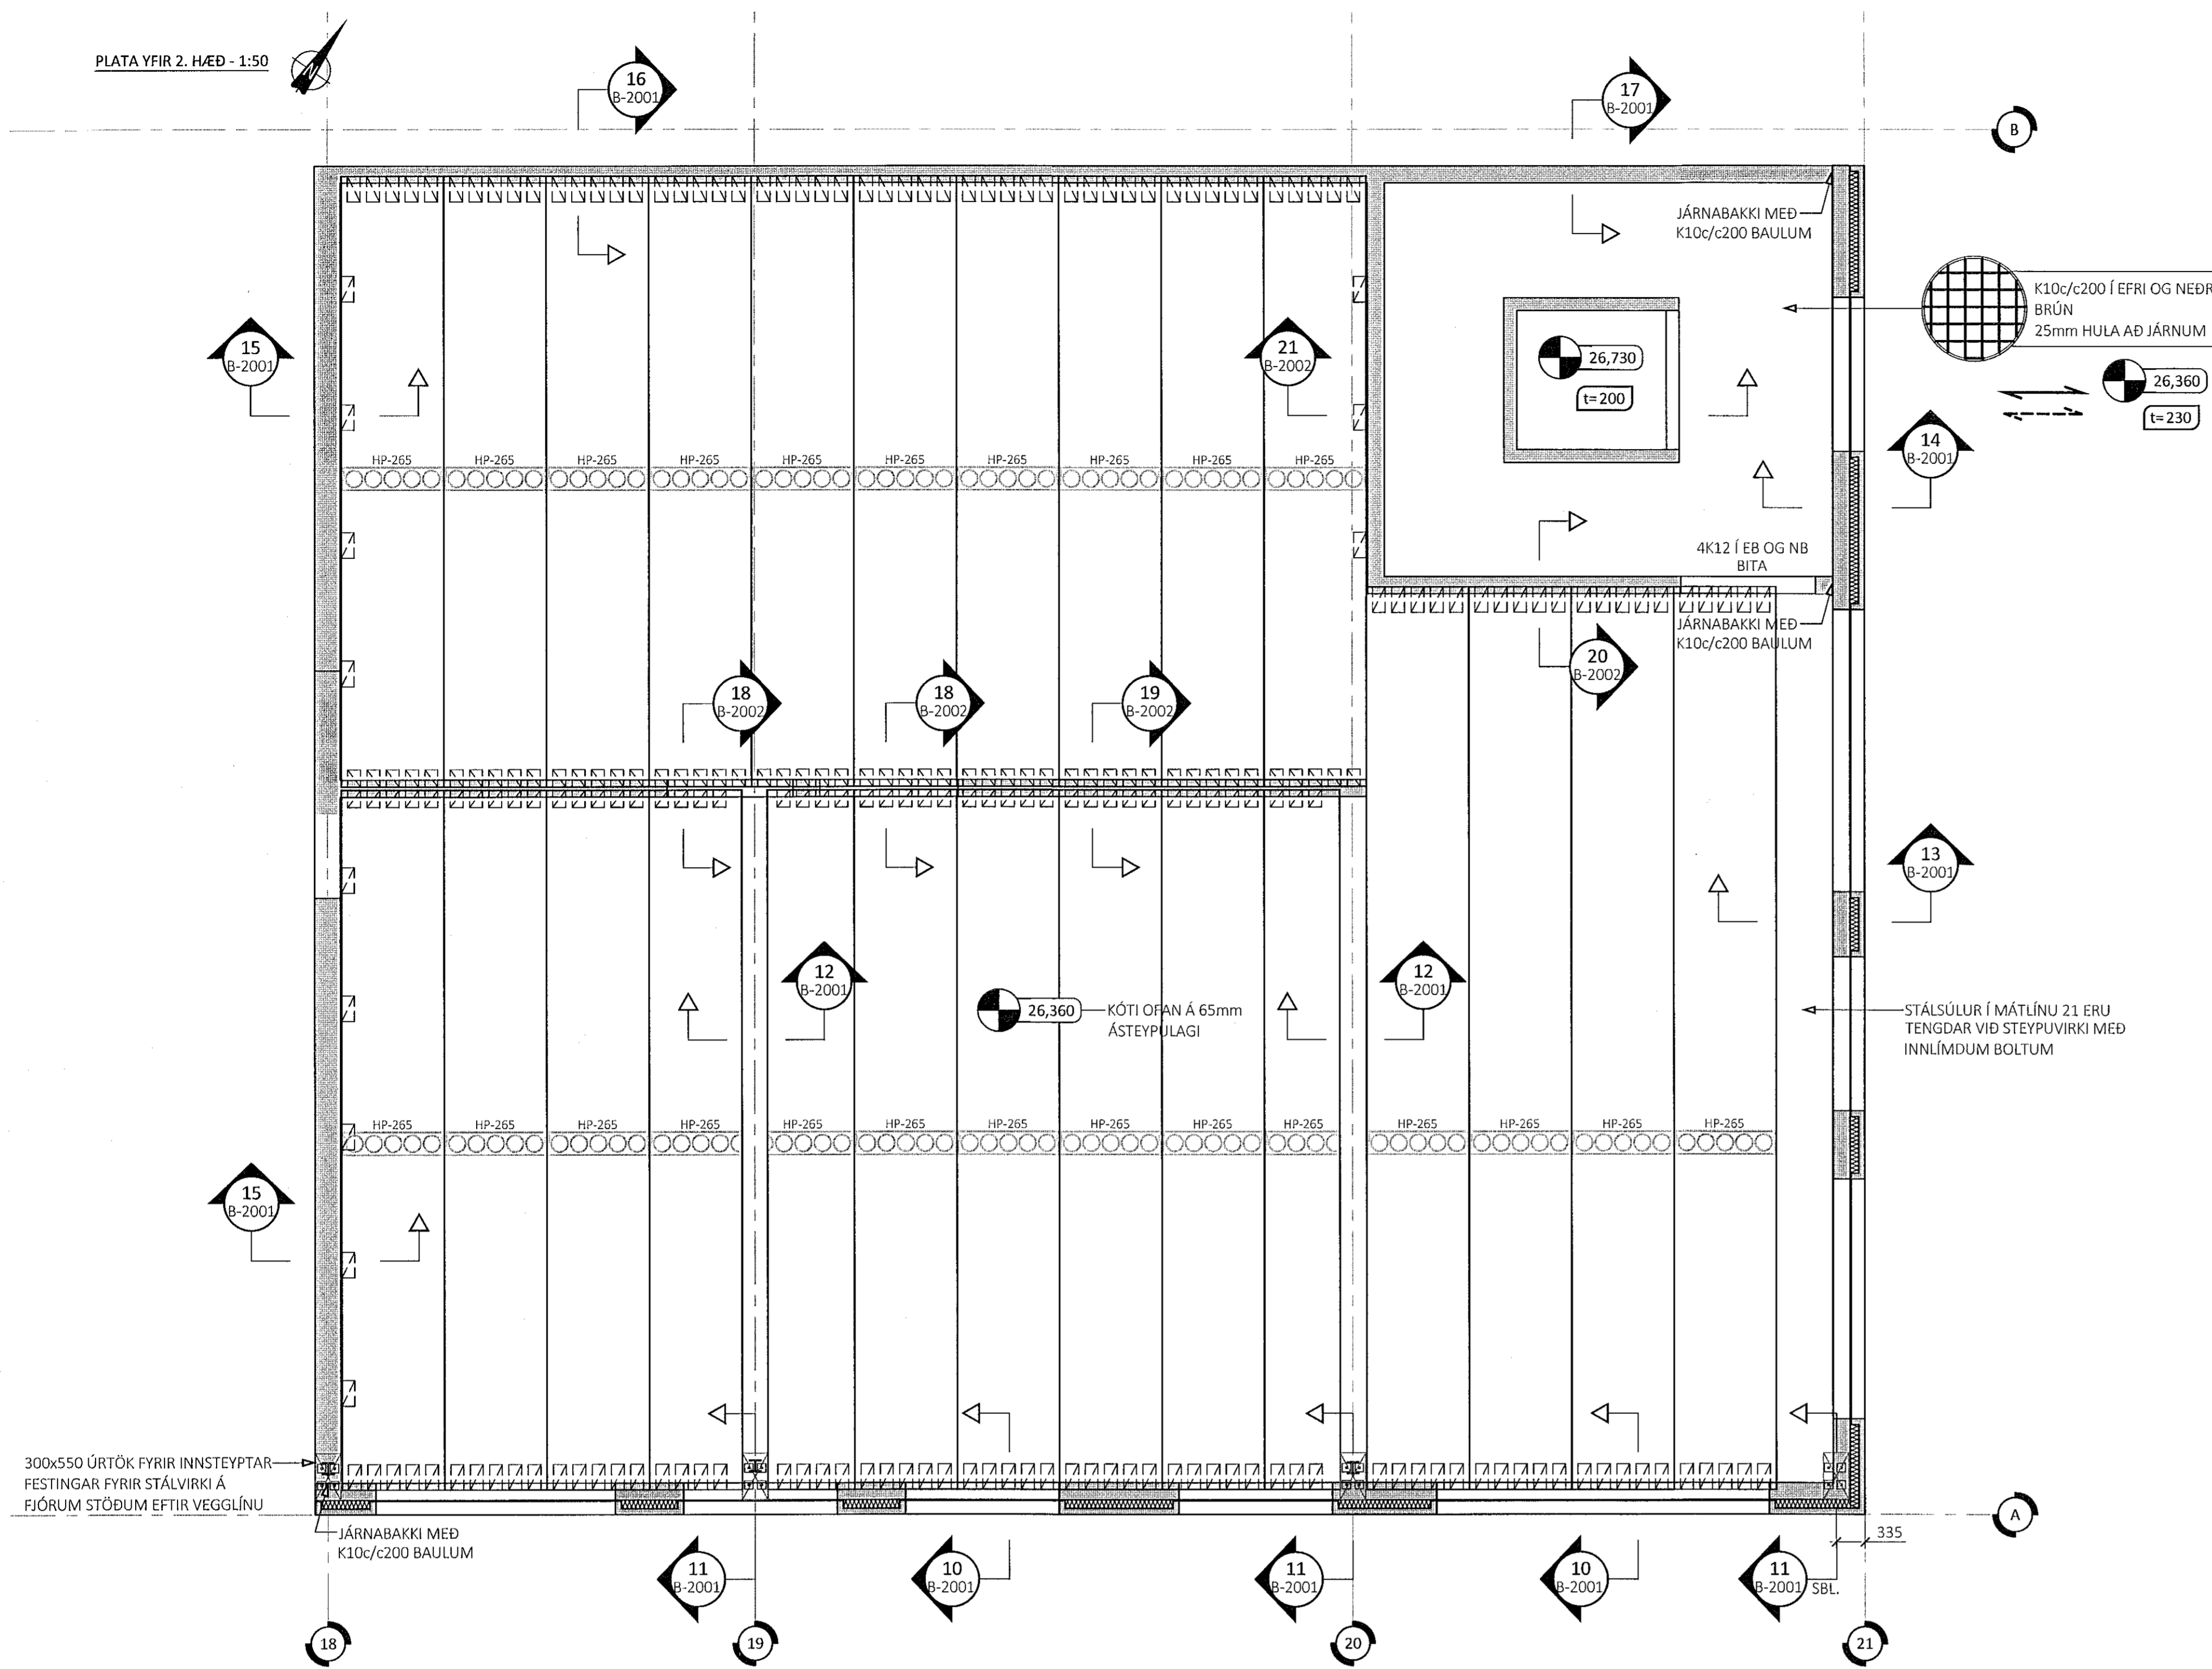 PLATA YFIR 2. HÆÐ - 1:50
N
16
B-2001
17
B-2001
B
JÁRNABAKKI MEÐ
K10c/c200 BAULUM
K10c/c200 Í EFRI OG NEÐR
BRÚN
25mm HULA AÐ JÁRNUM
15
B-2001
21
B-2002
26,730
t=200
26,360
t=230
14
B-2001
HP-265
HP-265
HP-265
HP-265
HP-265
HP-265
HP-265
HP-265
HP-265
HP-265
4K12 Í EB OG NB
BITA
JÁRNABAKKI MEÐ
K10c/c200 BAULUM
20
B-2002
18
B-2002
18
B-2002
19
B-2002
13
B-2001
12
B-2001
12
B-2001
26,360
KÓTI OFAN Á 65mm
ÁSTEYPULAGI
STÁLSÚLUR Í MÁTLÍNU 21 ERU
TENGDAR VIÐ STEYPUVIRKI MEÐ
INNLÍMDUM BOLTUM
HP-265
HP-265
HP-265
HP-265
HP-265
HP-265
HP-265
HP-265
HP-265
HP-265
HP-265
HP-265
HP-265
HP-265
15
B-2001
300x550 ÚRTÖK FYRIR INNSTEYPTAR
FESTINGAR FYRIR STÁLVIRKI Á
FJÓRUM STÖÐUM EFTIR VEGGLÍNU
JÁRNABAKKI MEÐ
K10c/c200 BAULUM
A
335
11
B-2001
10
B-2001
11
B-2001
10
B-2001
11
B-2001
SBL.
18
19
20
21